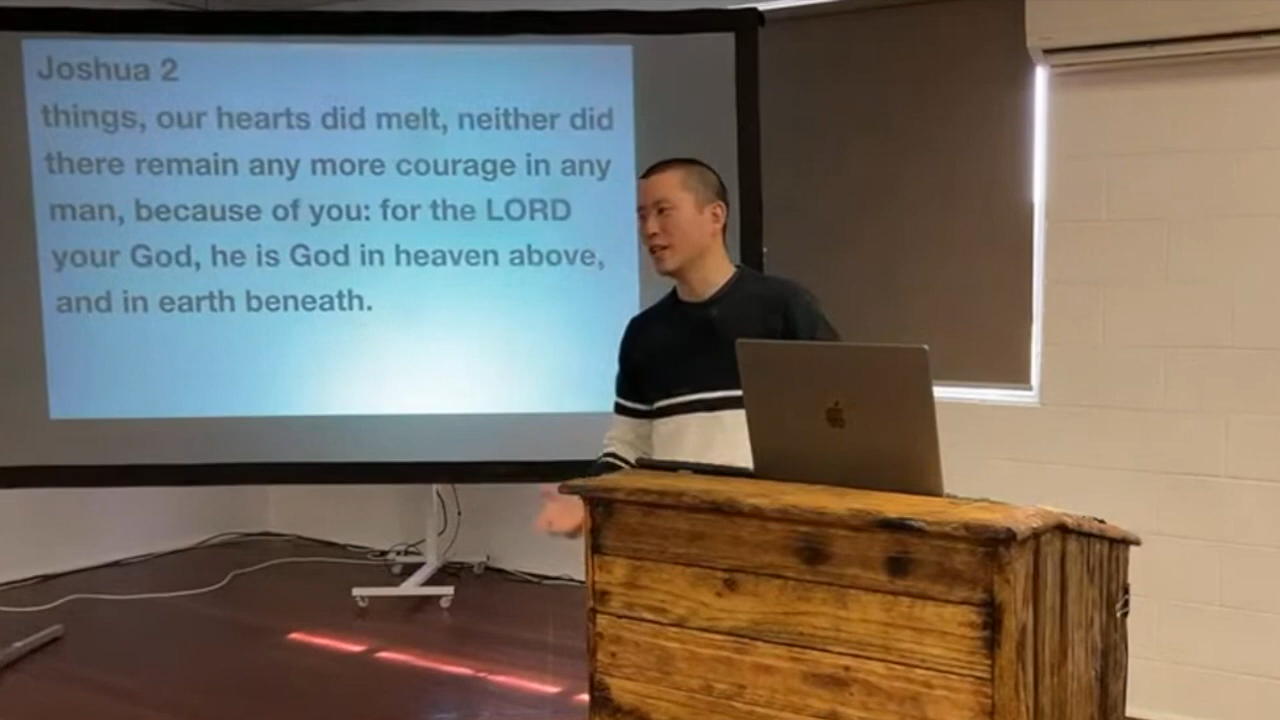 Joshua 2
things, our hearts did melt, neither did
there remain any more courage in any
man, because of you: for the LORD
your God, he is God in heaven above,
and in earth beneath.